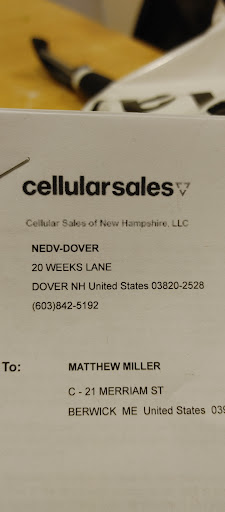 cellularsales
Cellular Sales of New Hampshire, LLC
NEDV-DOVER
20 WEEKS LANE
DOVER NH United States 03820-2528
(603)842-5192
To: MATTHEW MILLER
C - 21 MERRIAM ST
BERWICK ME United States 039